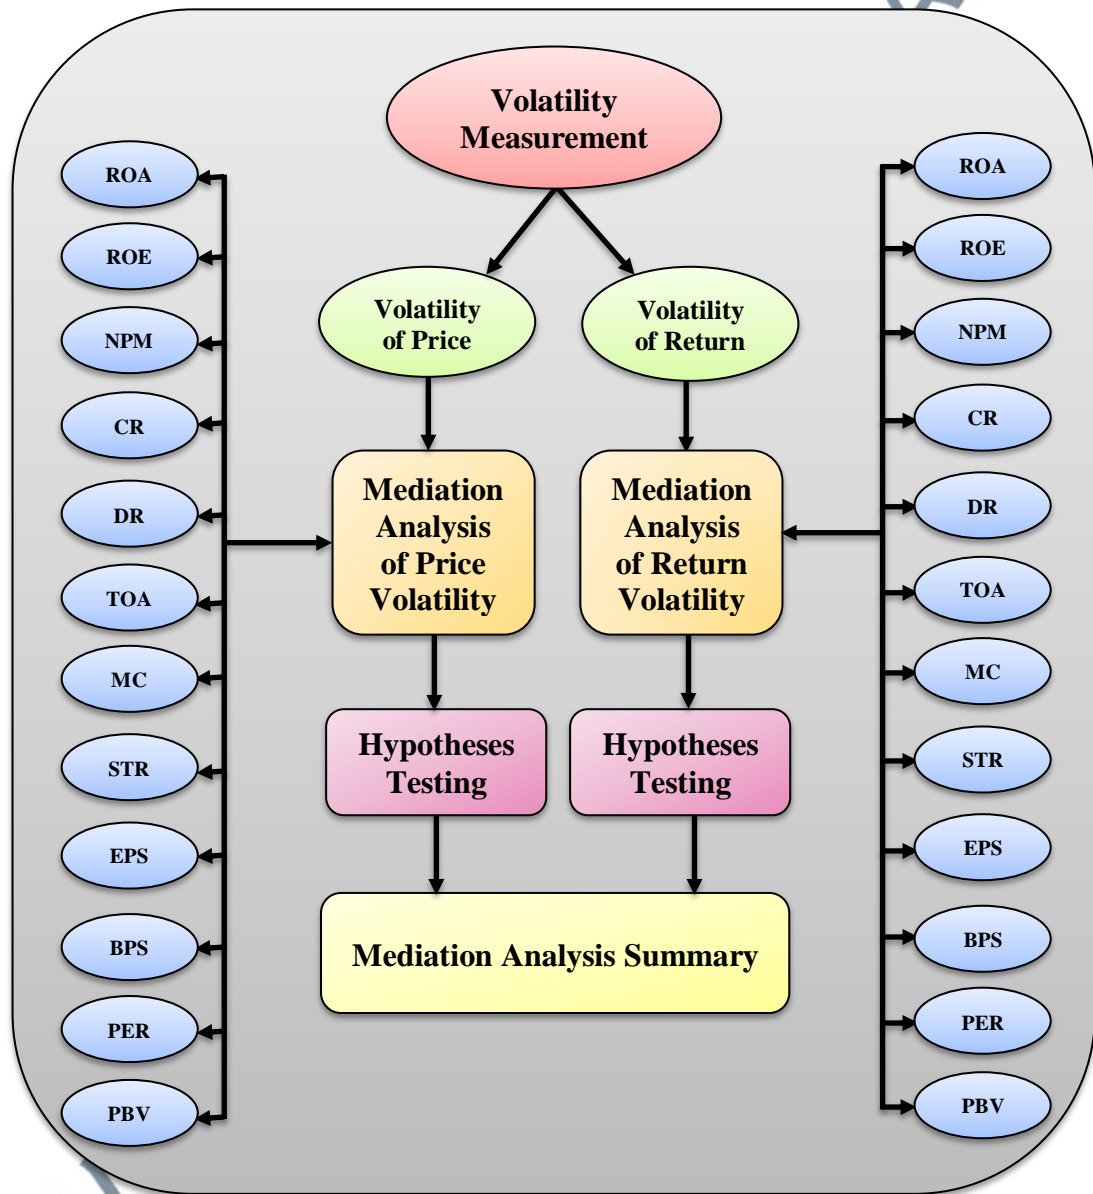 Volatility
Measurement
ROA
ROE
NPM
CR
DR
TOA
MC
STR
EPS
BPS
PER
PBV
Volatility
of Price
Volatility
of Return
Mediation
Analysis
of Price
Volatility
Mediation
Analysis
of Return
Volatility
Hypotheses
Testing
Hypotheses
Testing
Mediation Analysis Summary
ROA
ROE
NPM
CR
DR
TOA
MC
STR
EPS
BPS
PER
PBV